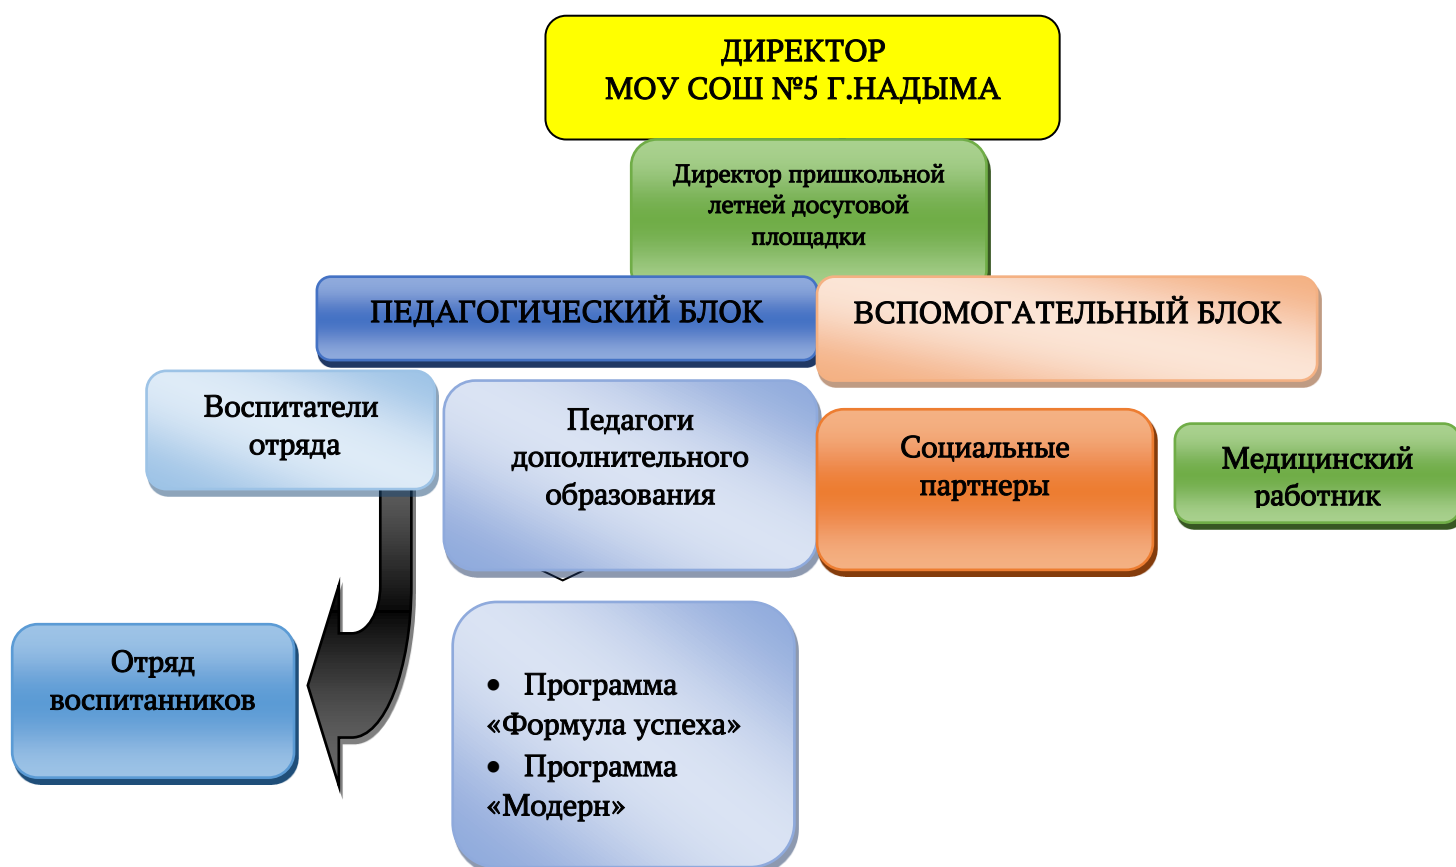 ДИРЕКТОР
МОУ СОШ №5 Г.НАДЫМА
Директор пришкольной
летней досуговой
площадки
ПЕДАГОГИЧЕСКИЙ БЛОК
ВСПОМОГАТЕЛЬНЫЙ БЛОК
Воспитатели
отряда
Педагоги
дополнительного
образования
Социальные
партнеры
Медицинский
работник
Отряд
воспитанников
• Программа
«Формула успеха»
• Программа
«Модерн»